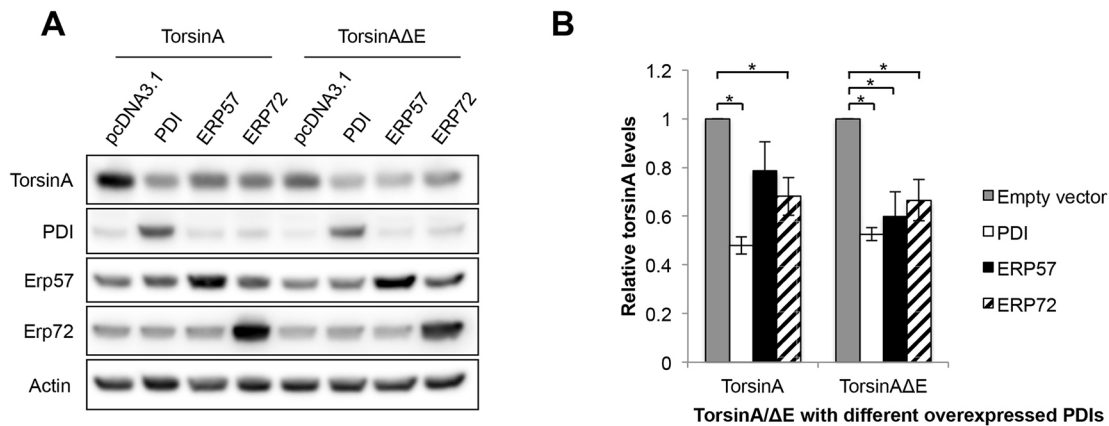 A
TorsinA TorsinAΔE
pcDNA3.1 PDI ERP57 ERP72 pcDNA3.1 PDI ERP57 ERP72
TorsinA
PDI
Erp57
Erp72
Actin
B
Relative torsinA levels
1.2
1
0.8
0.6
0.4
0.2
0
* *
* * *
TorsinA TorsinAΔE
TorsinA/ΔE with different overexpressed PDIs
Empty vector
PDI
ERP57
ERP72